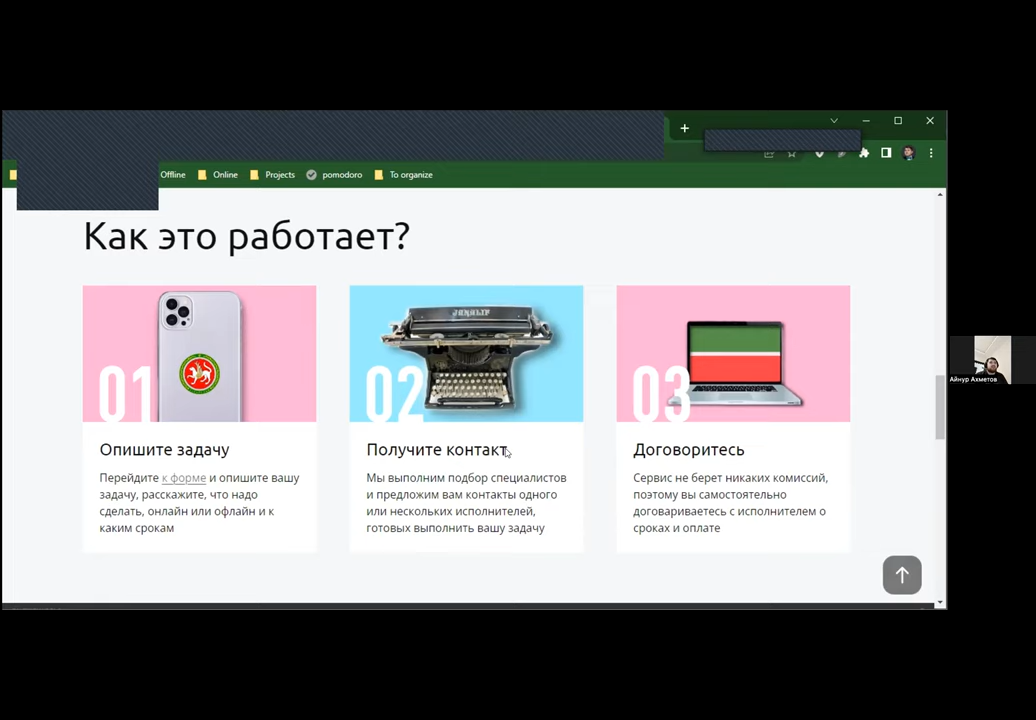 Offline
Online
Projects
pomodoro
To organize
Как это работает?
01
JANALIF
02
03
Опишите задачу
Перейдите к форме и опишите вашу
задачу, расскажите, что надо
сделать, онлайн или офлайн и к
каким срокам
Получите контакт
Мы выполним подбор специалистов
и предложим вам контакты одного
или нескольких исполнителей,
готовых выполнить вашу задачу
Договоритесь
Сервис не берет никаких комиссий,
поэтому вы самостоятельно
договариваетесь с исполнителем о
сроках и оплате
Айнур Ахметов